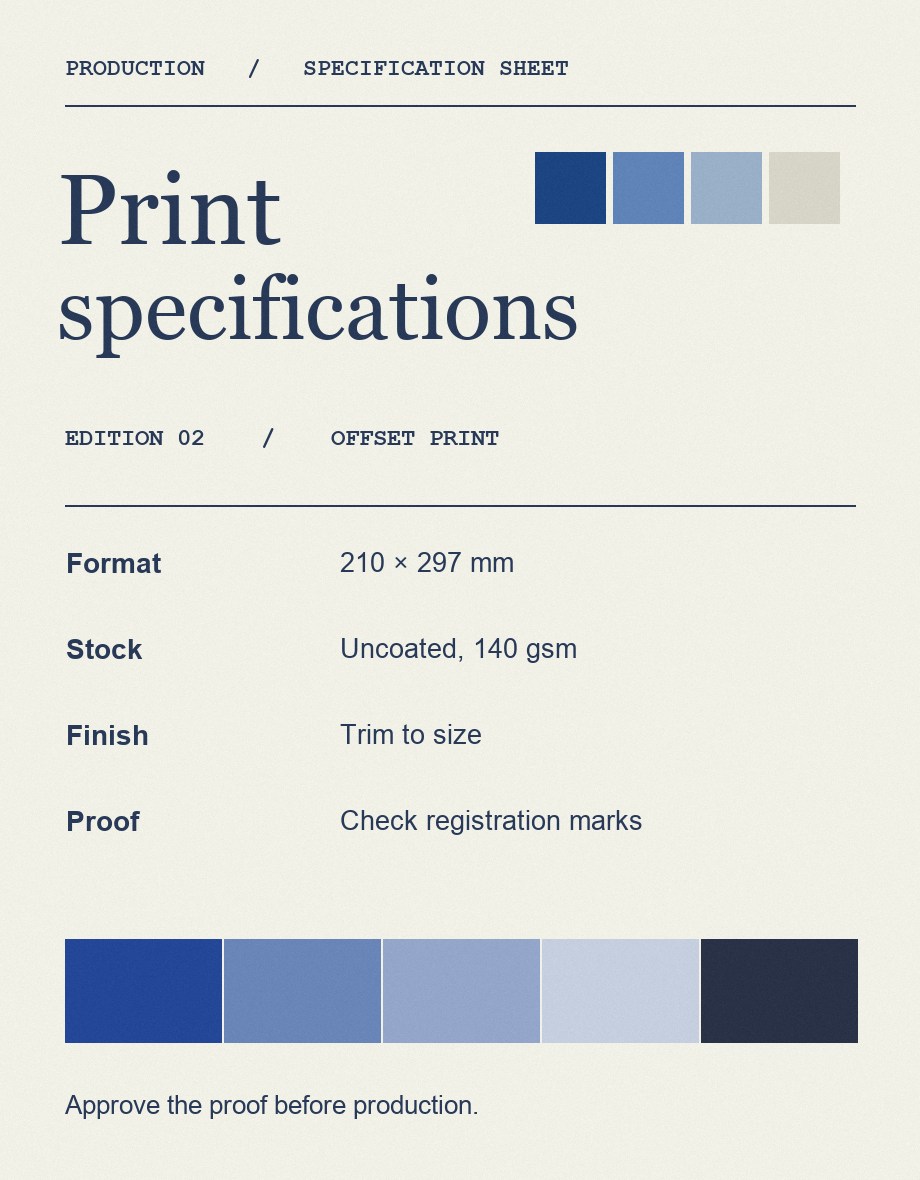 PRODUCTION / SPECIFICATION SHEET
Print
specifications
EDITION 02 / OFFSET PRINT
Format 210 × 297 mm
Stock Uncoated, 140 gsm
Finish Trim to size
Proof Check registration marks
Approve the proof before production.